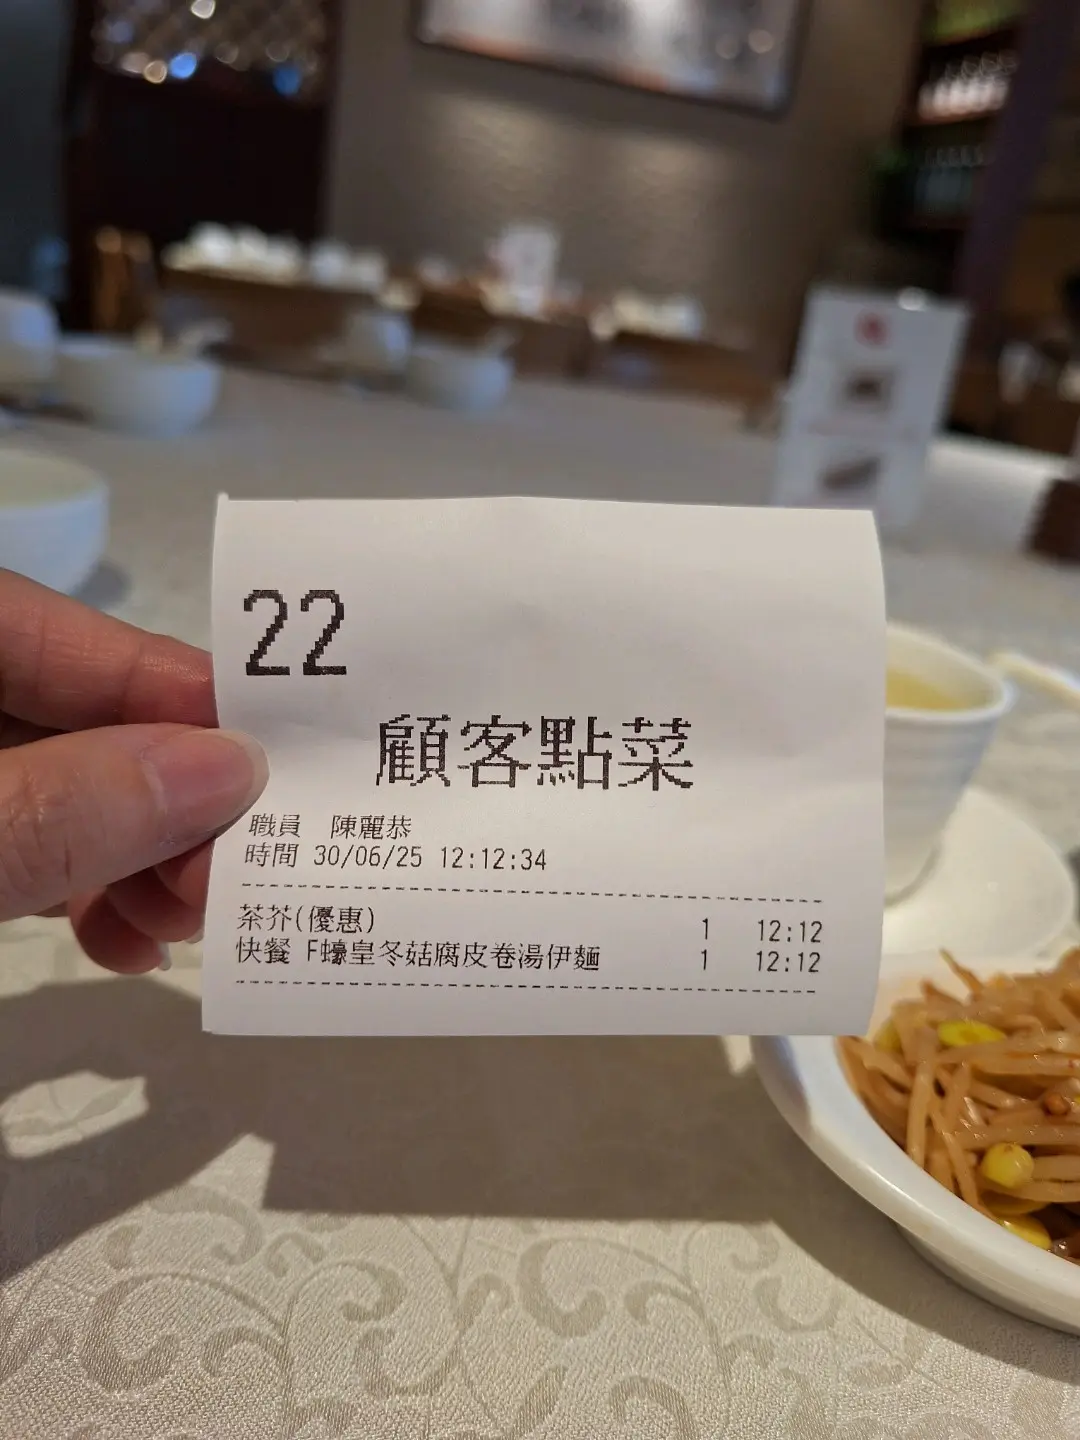 22
顧客點菜
職員 陳麗恭
時間 30/06/25 12:12:34
茶芥(優惠) 1 12:12
快餐 F蠔皇冬菇腐皮卷湯伊麵 1 12:12